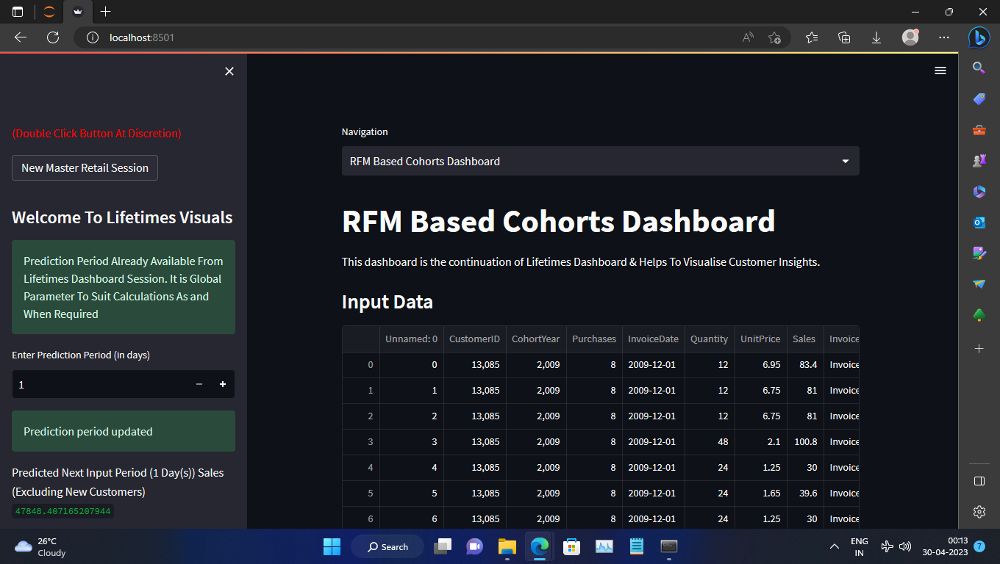 localhost:8501
(Double Click Button At Discretion)
New Master Retail Session
Welcome To Lifetimes Visuals
Prediction Period Already Available From
Lifetimes Dashboard Session. It is Global
Parameter To Suit Calculations As and
When Required
Enter Prediction Period (in days)
1
Prediction period updated
Predicted Next Input Period (1 Day(s)) Sales
(Excluding New Customers)
47848.407165207944
Navigation
RFM Based Cohorts Dashboard
RFM Based Cohorts Dashboard
This dashboard is the continuation of Lifetimes Dashboard & Helps To Visualise Customer Insights.
Input Data
Unnamed: 0 CustomerID CohortYear Purchases InvoiceDate Quantity UnitPrice Sales Invoice
0 0 13,085 2,009 8 2009-12-01 12 6.95 83.4 Invoice
1 1 13,085 2,009 8 2009-12-01 12 6.75 81 Invoice
2 2 13,085 2,009 8 2009-12-01 12 6.75 81 Invoice
3 3 13,085 2,009 8 2009-12-01 48 2.1 100.8 Invoice
4 4 13,085 2,009 8 2009-12-01 24 1.25 30 Invoice
5 5 13,085 2,009 8 2009-12-01 24 1.65 39.6 Invoice
6 6 13,085 2,009 8 2009-12-01 24 1.25 30 Invoice
26°C
Cloudy
Search
ENG
IN
00:13
30-04-2023
7